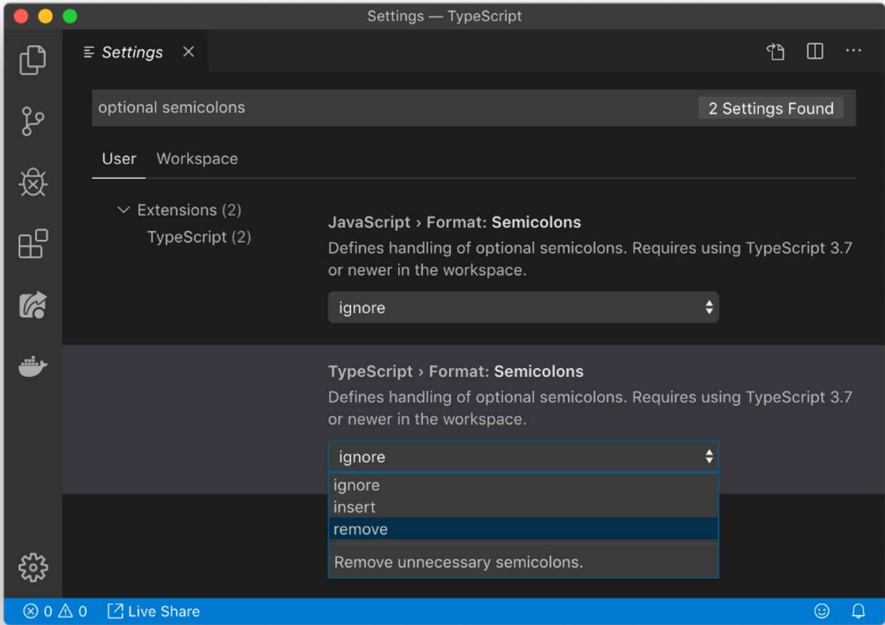 Settings — TypeScript
Settings
optional semicolons
2 Settings Found
User Workspace
Extensions (2)
TypeScript (2)
JavaScript › Format: Semicolons
Defines handling of optional semicolons. Requires using TypeScript 3.7
or newer in the workspace.
ignore
TypeScript › Format: Semicolons
Defines handling of optional semicolons. Requires using TypeScript 3.7
or newer in the workspace.
ignore
ignore
insert
remove
Remove unnecessary semicolons.
0 0 Live Share